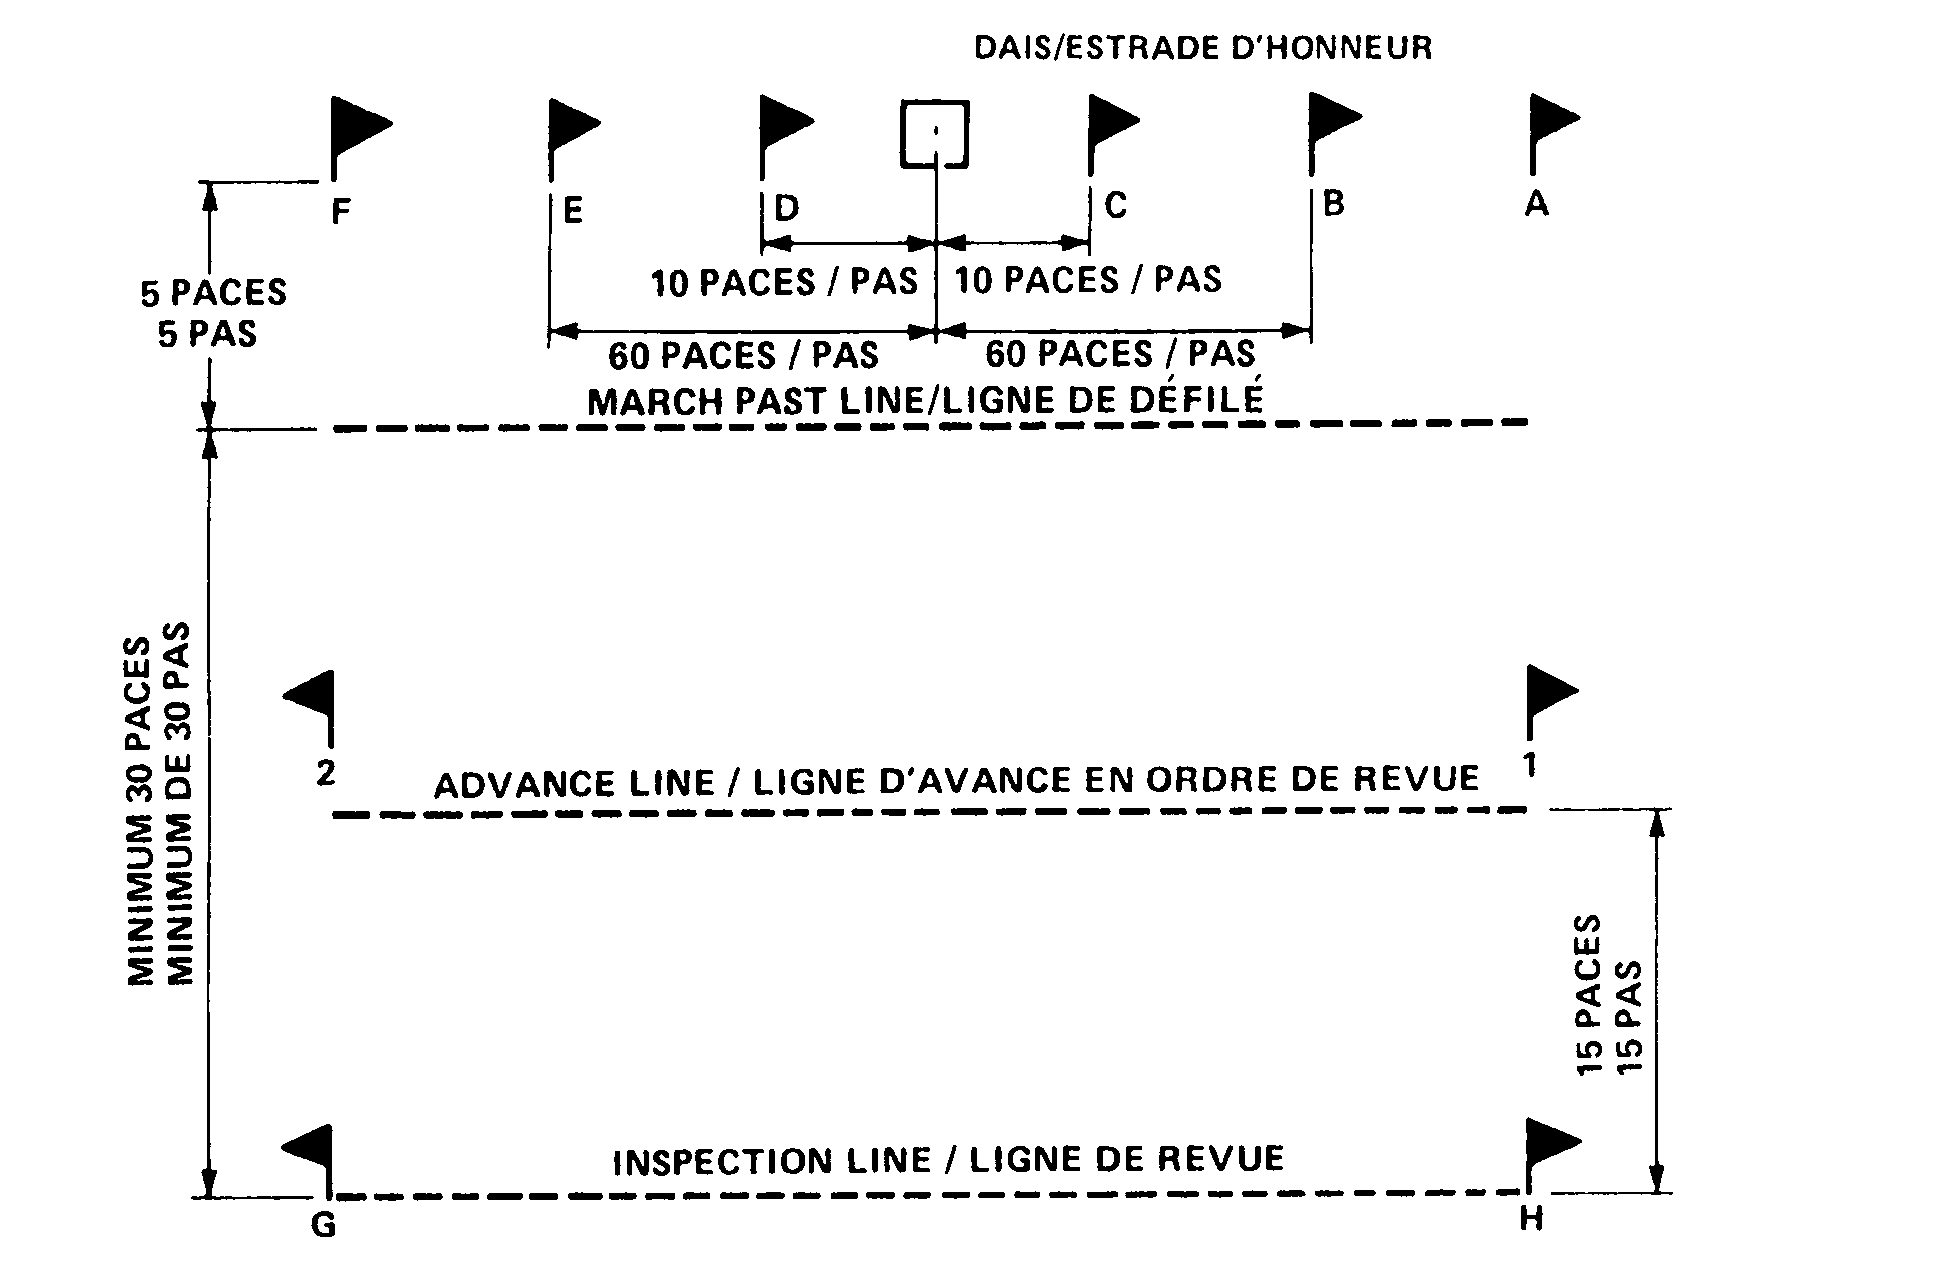 DAIS/ESTRADE D'HONNEUR
F
E
D
C
B
A
10 PACES / PAS
10 PACES / PAS
5 PACES
5 PAS
60 PACES / PAS
60 PACES / PAS
MARCH PAST LINE/LIGNE DE DÉFILÉ
MINIMUM 30 PACES
MINIMUM DE 30 PAS
2
1
ADVANCE LINE / LIGNE D'AVANCE EN ORDRE DE REVUE
15 PACES
15 PAS
INSPECTION LINE / LIGNE DE REVUE
G
H